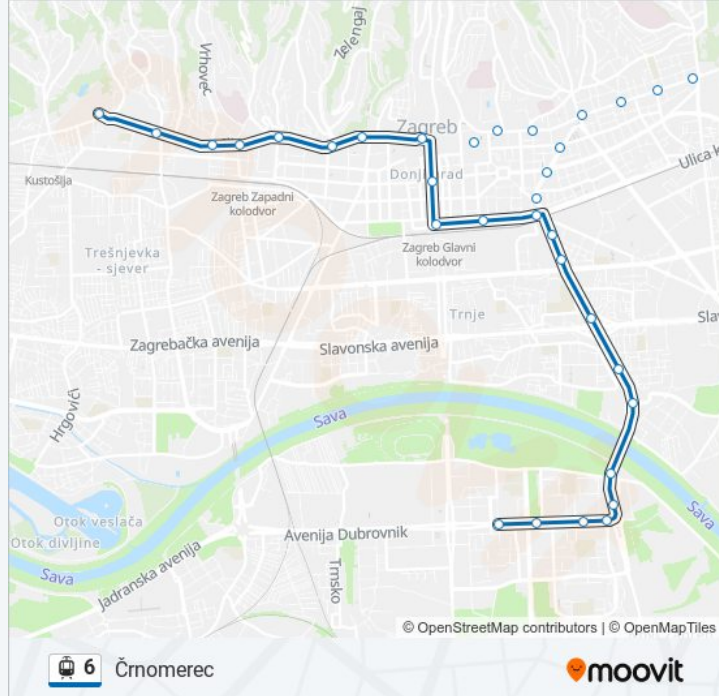 Vrhovec
Zelengaj
Zagreb
Donji grad
Ulica K
Kustošija
Zagreb Zapadni
kolodvor
Zagreb Glavni
kolodvor
Trešnjevka
- sjever
Trnje
Slav
Zagrebačka avenija
Slavonska avenija
Hrgovići
Sava
Otok veslača
Otok divljine
Avenija Dubrovnik
Sava
Sava
Jadranska avenija
Trnsko
© OpenStreetMap contributors | © OpenMapTiles
6 Črnomerec
moovit